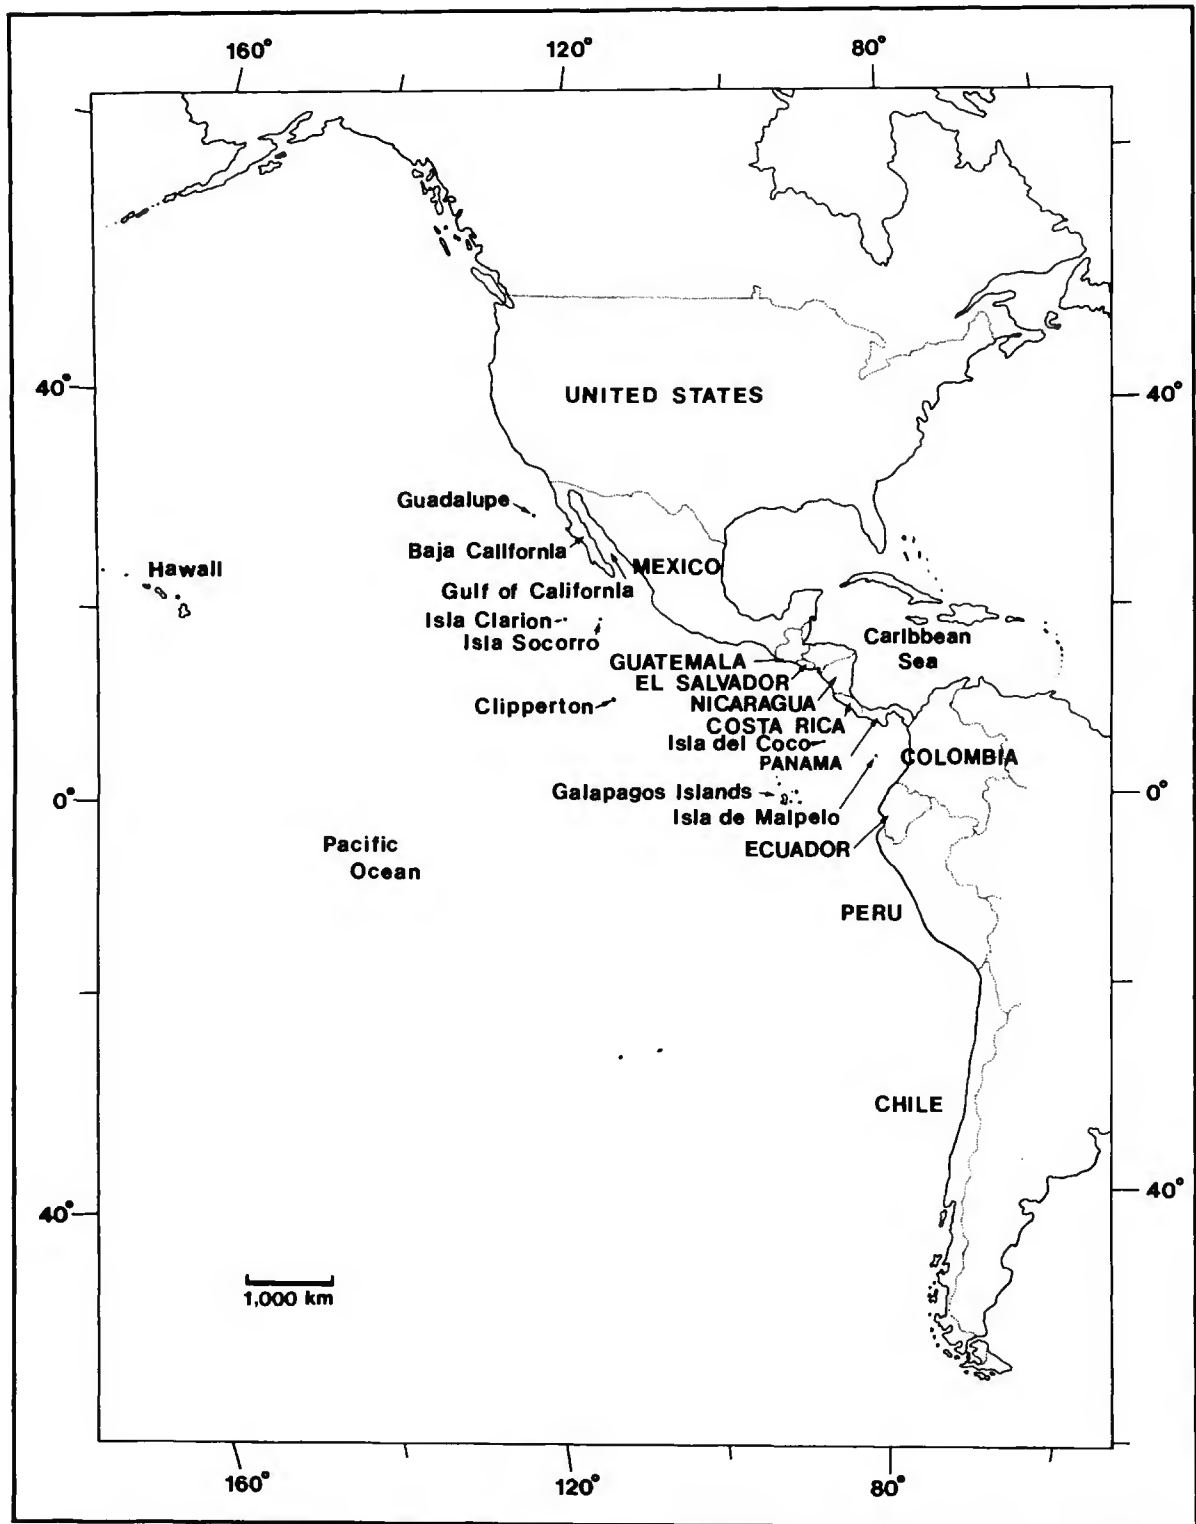 160°
120°
80°
40°
40°
UNITED STATES
Guadalupe
Baja California
MEXICO
Hawaii
Gulf of California
Isla Clarion
Isla Socorro
Caribbean
Sea
GUATEMALA
EL SALVADOR
NICARAGUA
Clipperton
COSTA RICA
Isla del Coco
PANAMA
COLOMBIA
Galapagos Islands
0°
0°
Isla de Malpelo
Pacific
Ocean
ECUADOR
PERU
CHILE
40°
40°
1,000 km
160°
120°
80°